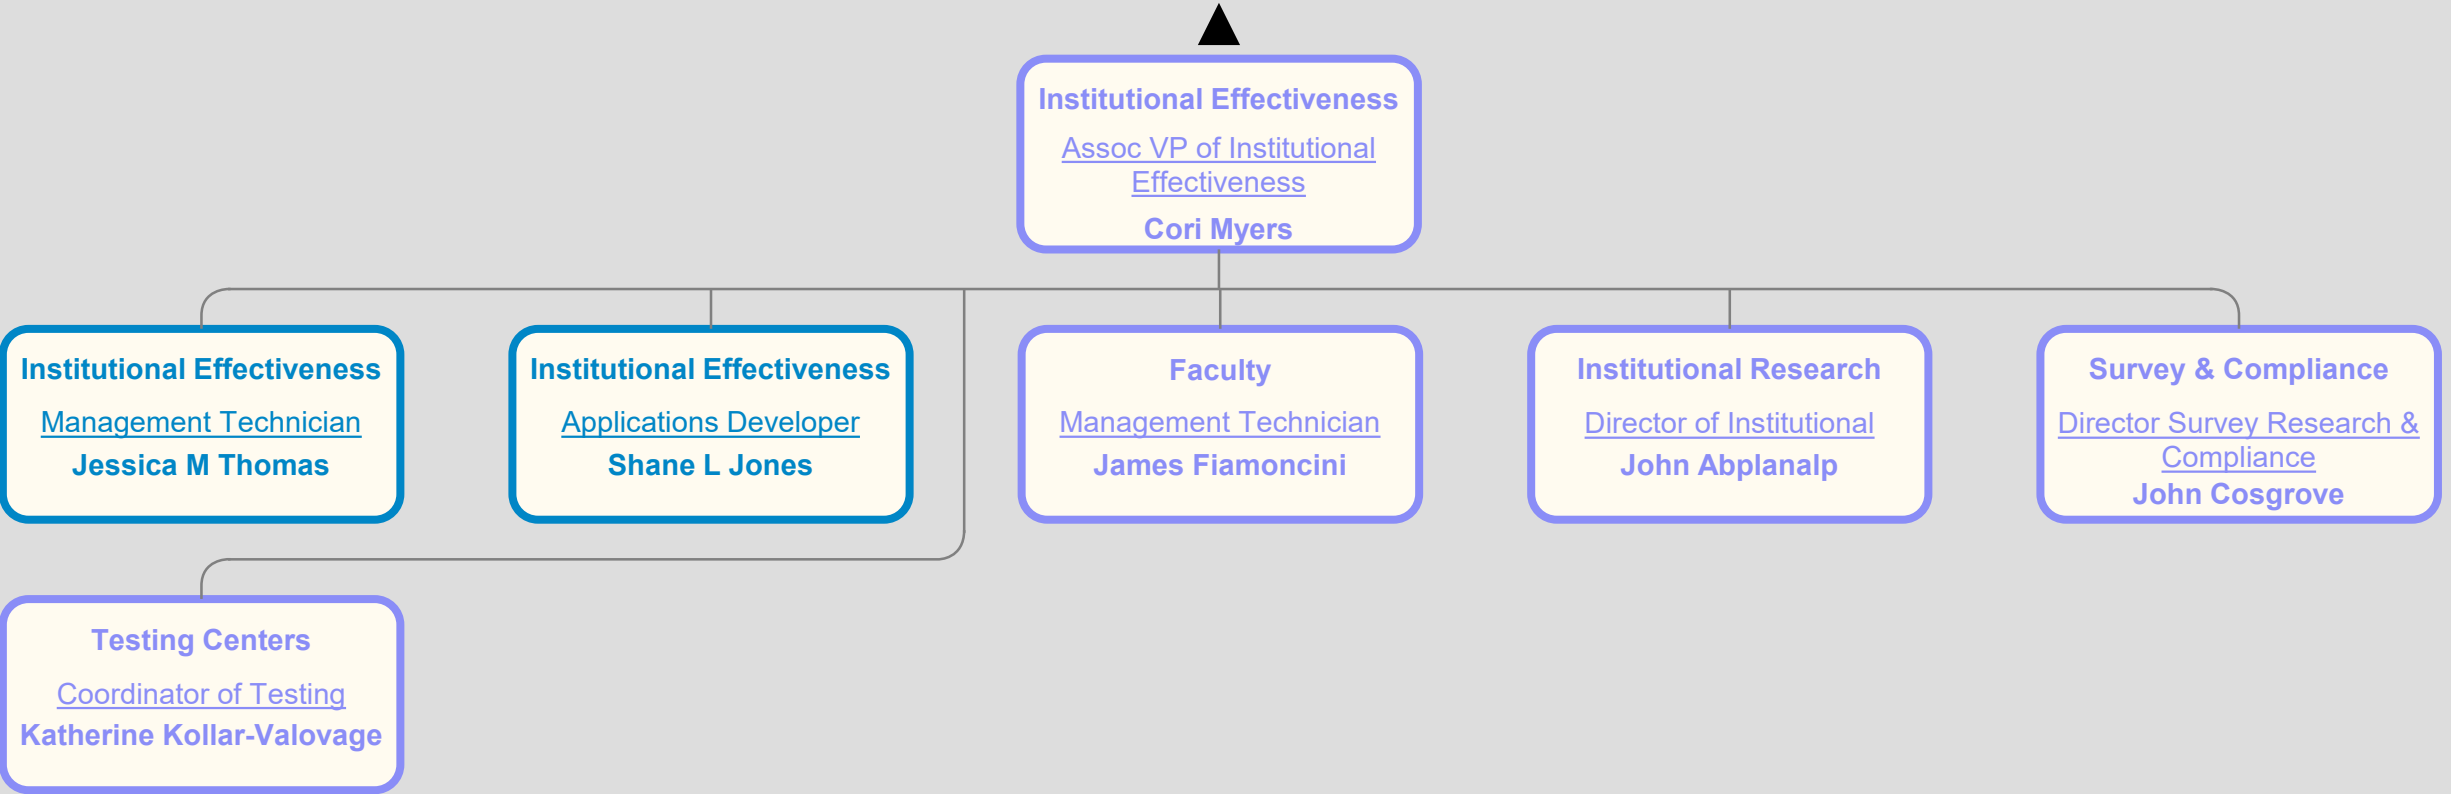 Institutional Effectiveness
Assoc VP of Institutional
Effectiveness
Cori Myers
Institutional Effectiveness
Management Technician
Jessica M Thomas
Institutional Effectiveness
Applications Developer
Shane L Jones
Faculty
Management Technician
James Fiamoncini
Institutional Research
Director of Institutional
John Abplanalp
Survey & Compliance
Director Survey Research &
Compliance
John Cosgrove
Testing Centers
Coordinator of Testing
Katherine Kollar-Valovage